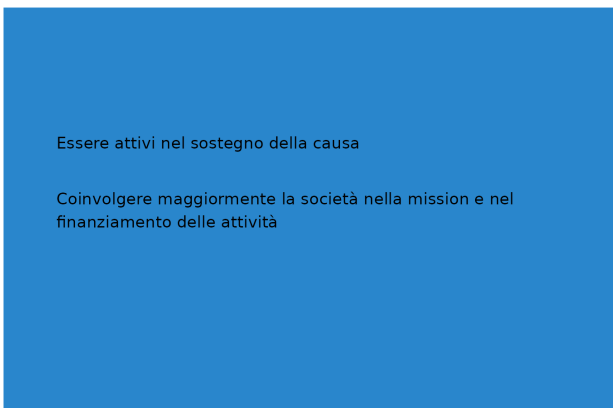 Essere attivi nel sostegno della causa
Coinvolgere maggiormente la società nella mission e nel
finanziamento delle attività